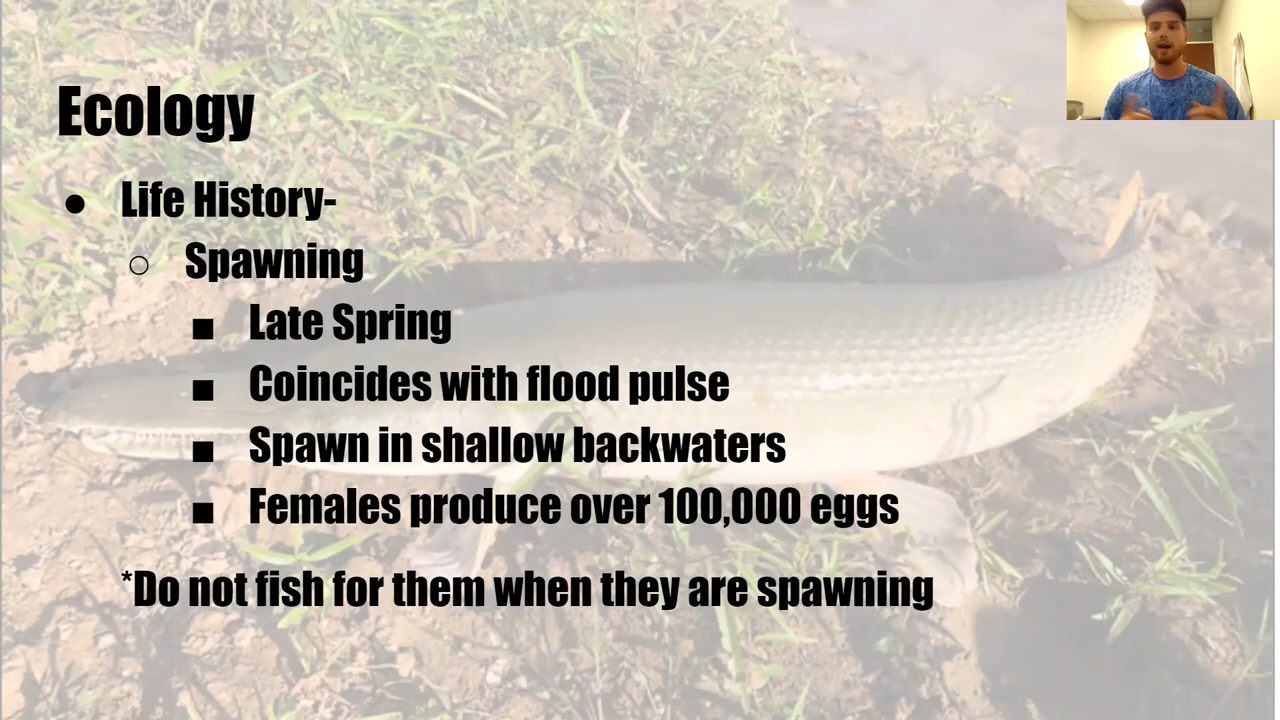 Ecology
● Life History-
○ Spawning
■ Late Spring
■ Coincides with flood pulse
■ Spawn in shallow backwaters
■ Females produce over 100,000 eggs
*Do not fish for them when they are spawning